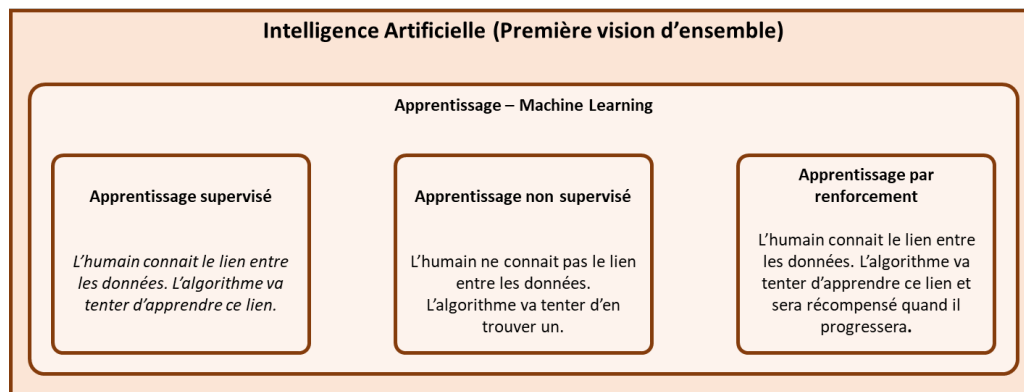 Intelligence Artificielle (Première vision d’ensemble)
Apprentissage – Machine Learning
Apprentissage supervisé
L’humain connait le lien entre
les données. L’algorithme va
tenter d’apprendre ce lien.
Apprentissage non supervisé
L’humain ne connait pas le lien
entre les données.
L’algorithme va tenter d’en
trouver un.
Apprentissage par
renforcement
L’humain connait le lien entre
les données. L’algorithme va
tenter d’apprendre ce lien et
sera récompensé quand il
progressera.